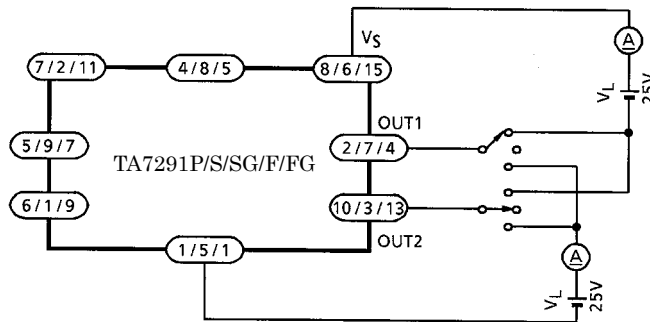 VS
A
7/2/11
4/8/5
8/6/15
VL
25V
OUT1
5/9/7
2/7/4
TA7291P/S/SG/F/FG
6/1/9
10/3/13
OUT2
1/5/1
A
VL
25V